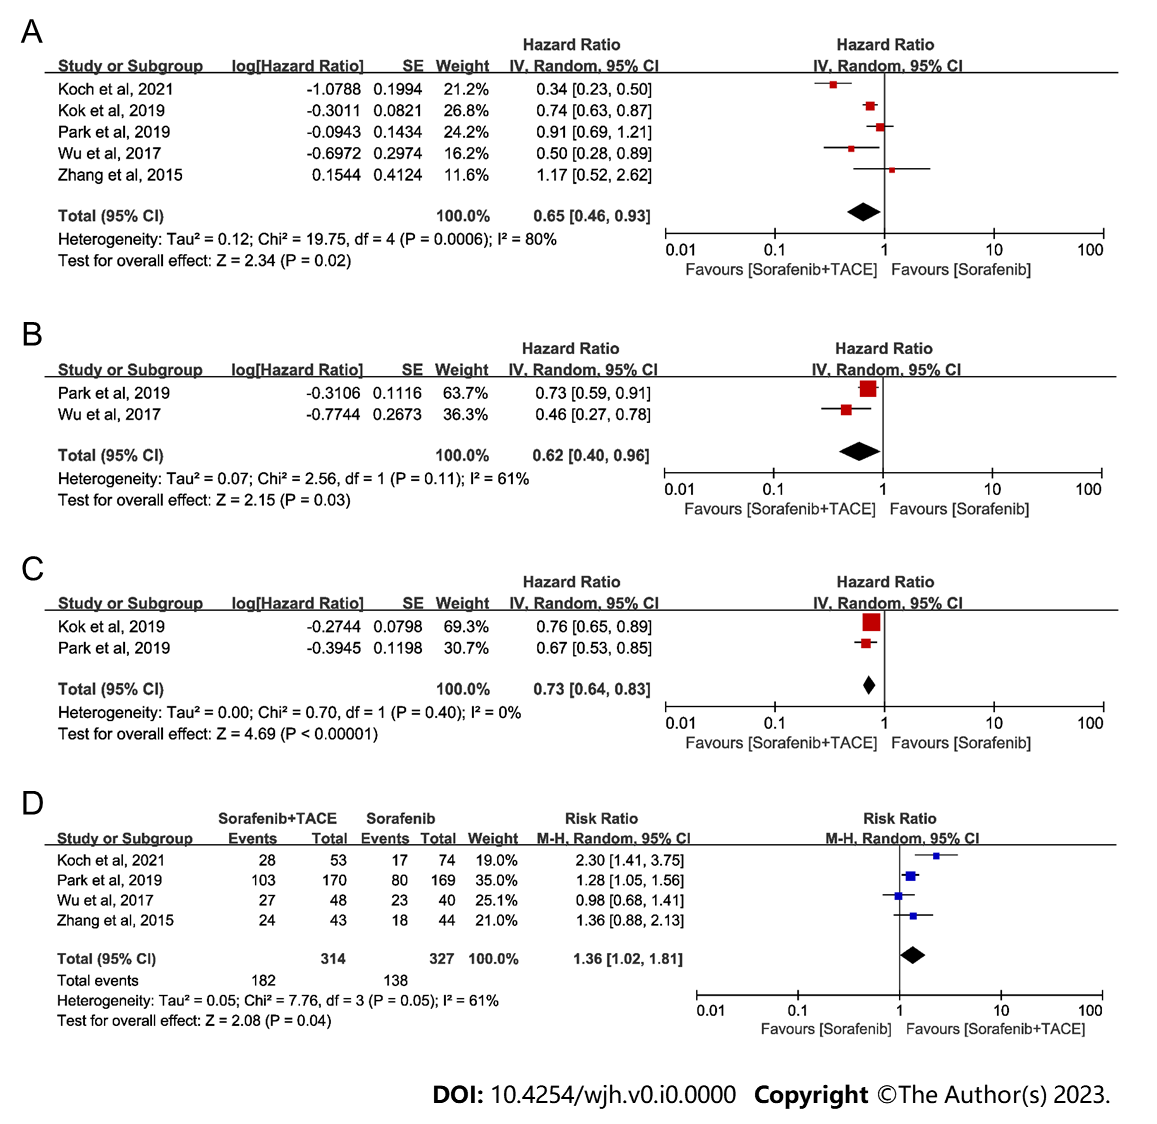 A
Hazard Ratio Hazard Ratio
Study or Subgroup log[Hazard Ratio] SE Weight IV, Random, 95% CI IV, Random, 95% CI
Koch et al, 2021 -1.0788 0.1994 21.2% 0.34 [0.23, 0.50]
Kok et al, 2019 -0.3011 0.0821 26.8% 0.74 [0.63, 0.87]
Park et al, 2019 -0.0943 0.1434 24.2% 0.91 [0.69, 1.21]
Wu et al, 2017 -0.6972 0.2974 16.2% 0.50 [0.28, 0.89]
Zhang et al, 2015 0.1544 0.4124 11.6% 1.17 [0.52, 2.62]
Total (95% CI) 100.0% 0.65 [0.46, 0.93]
Heterogeneity: Tau² = 0.12; Chi² = 19.75, df = 4 (P = 0.0006); I² = 80%
Test for overall effect: Z = 2.34 (P = 0.02)
0.01 0.1 1 10 100
Favours [Sorafenib+TACE] Favours [Sorafenib]
B
Hazard Ratio Hazard Ratio
Study or Subgroup log[Hazard Ratio] SE Weight IV, Random, 95% CI IV, Random, 95% CI
Park et al, 2019 -0.3106 0.1116 63.7% 0.73 [0.59, 0.91]
Wu et al, 2017 -0.7744 0.2673 36.3% 0.46 [0.27, 0.78]
Total (95% CI) 100.0% 0.62 [0.40, 0.96]
Heterogeneity: Tau² = 0.07; Chi² = 2.56, df = 1 (P = 0.11); I² = 61%
Test for overall effect: Z = 2.15 (P = 0.03)
0.01 0.1 1 10 100
Favours [Sorafenib+TACE] Favours [Sorafenib]
C
Hazard Ratio Hazard Ratio
Study or Subgroup log[Hazard Ratio] SE Weight IV, Random, 95% CI IV, Random, 95% CI
Kok et al, 2019 -0.2744 0.0798 69.3% 0.76 [0.65, 0.89]
Park et al, 2019 -0.3945 0.1198 30.7% 0.67 [0.53, 0.85]
Total (95% CI) 100.0% 0.73 [0.64, 0.83]
Heterogeneity: Tau² = 0.00; Chi² = 0.70, df = 1 (P = 0.40); I² = 0%
Test for overall effect: Z = 4.69 (P < 0.00001)
0.01 0.1 1 10 100
Favours [Sorafenib+TACE] Favours [Sorafenib]
D
Sorafenib+TACE Sorafenib Risk Ratio Risk Ratio
Study or Subgroup Events Total Events Total Weight M-H, Random, 95% CI M-H, Random, 95% CI
Koch et al, 2021 28 53 17 74 19.0% 2.30 [1.41, 3.75]
Park et al, 2019 103 170 80 169 35.0% 1.28 [1.05, 1.56]
Wu et al, 2017 27 48 23 40 25.1% 0.98 [0.68, 1.41]
Zhang et al, 2015 24 43 18 44 21.0% 1.36 [0.88, 2.13]
Total (95% CI) 314 327 100.0% 1.36 [1.02, 1.81]
Total events 182 138
Heterogeneity: Tau² = 0.05; Chi² = 7.76, df = 3 (P = 0.05); I² = 61%
Test for overall effect: Z = 2.08 (P = 0.04)
0.01 0.1 1 10 100
Favours [Sorafenib] Favours [Sorafenib+TACE]
DOI: 10.4254/wjh.v0.i0.0000 Copyright ©The Author(s) 2023.